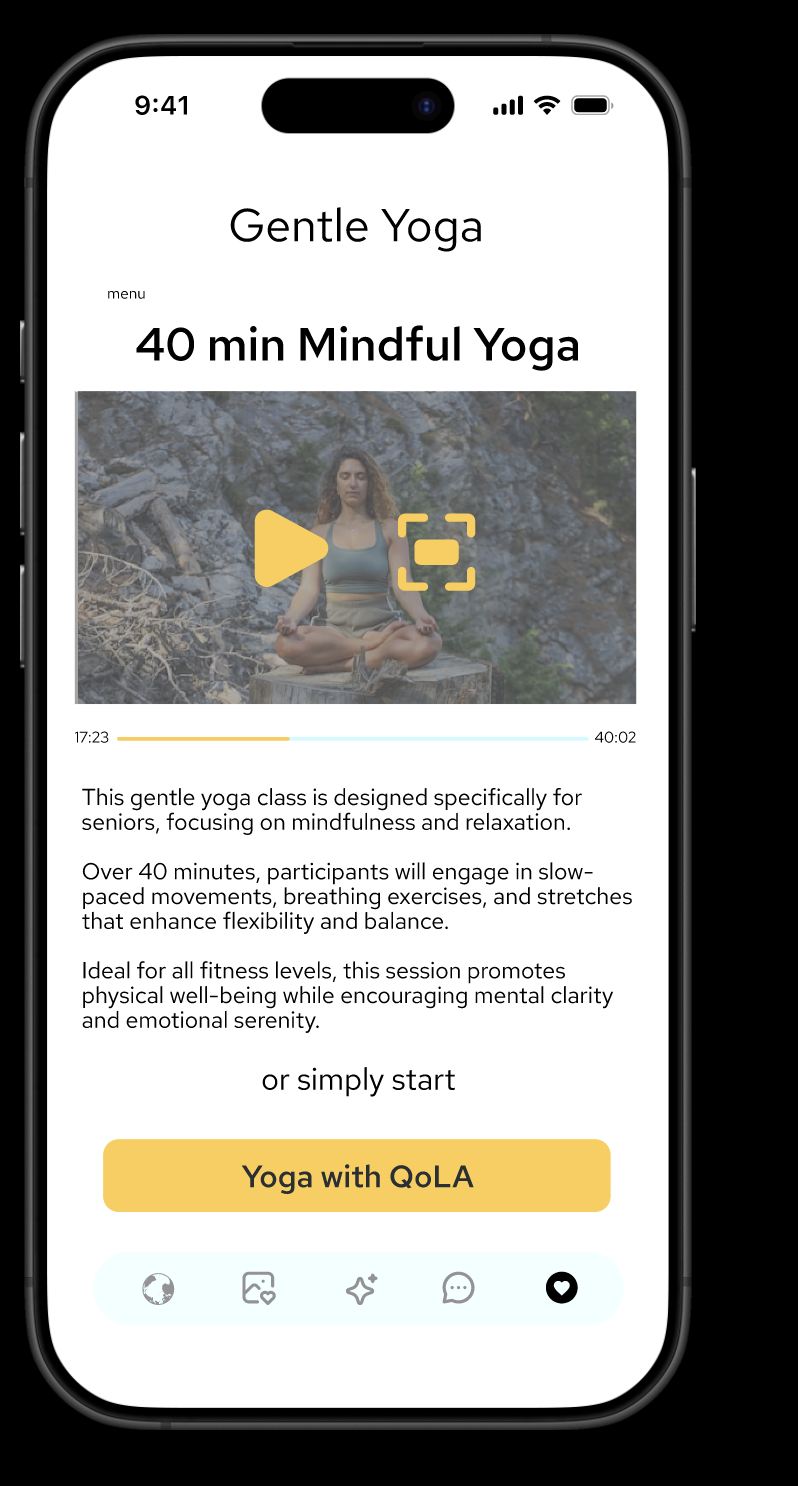 9:41
Gentle Yoga
menu
40 min Mindful Yoga
17:23
40:02
This gentle yoga class is designed specifically for
seniors, focusing on mindfulness and relaxation.
Over 40 minutes, participants will engage in slow-
paced movements, breathing exercises, and stretches
that enhance flexibility and balance.
Ideal for all fitness levels, this session promotes
physical well-being while encouraging mental clarity
and emotional serenity.
or simply start
Yoga with QoLA